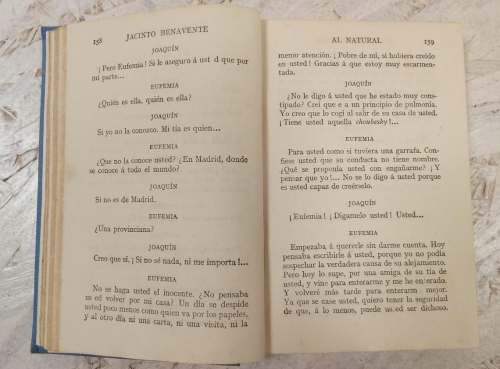 158 JACINTO BENAVENTE
JOAQUÍN
¡Pero Eufemia! Si le aseguro á ust d que por
mi parte...
EUFEMIA
¿Quién es ella, quién es ella?
JOAQUÍN
Si yo no la conozco. Mi tía es quien...
EUFEMIA
¿Que no la conoce usted? ¿En Madrid, donde
se conoce á todo el mundo?
JOAQUÍN
Si no es de Madrid.
EUFEMIA
¿Una provinciana?
JOAQUÍN
Creo que sí. ¡Si no sé nada, ni me importa!...
EUFEMIA
No se haga usted el inocente. ¿No pensaba
us ed volver por mi casa? Un día se despide
usted poco menos como quien va por los papeles,
y al otro día ni una carta, ni una visita, ni la
AL NATURAL 159
menor atención. ¡Pobre de mí, si hubiera creído
en usted! Gracias á que estoy muy escarmen-
tada.
JOAQUÍN
¿No le digo á usted que he estado muy cons-
tipado? Creí que e a principio de pulmonía.
Yo creo que lo cogí al salir de su casa de usted.
¡Tiene usted aquella chowbesky!...
EUFEMIA
Para usted como si tuviera una garrafa. Con-
fiese usted que su conducta no tiene nombre.
¿Qué se proponía usted con engañarme? ¡Y
pensar que yo!... No se lo digo á usted porque
es usted capaz de creérselo.
JOAQUÍN
¡Eufemia! ¡Dígamelo usted! Usted...
EUFEMIA
Empezaba á quererle sin darme cuenta. Hoy
pensaba escribirle á usted, porque yo no podía
sospechar la verdadera causa de su alejamiento.
Pero hoy lo supe, por una amiga de su tía de
usted, y vine para enterarme y me he en erado.
Y volveré más tarde para enterarm mejor.
Ya que se case usted, quiero tener la seguridad
de que, á lo menos, puede us ed ser dichoso.